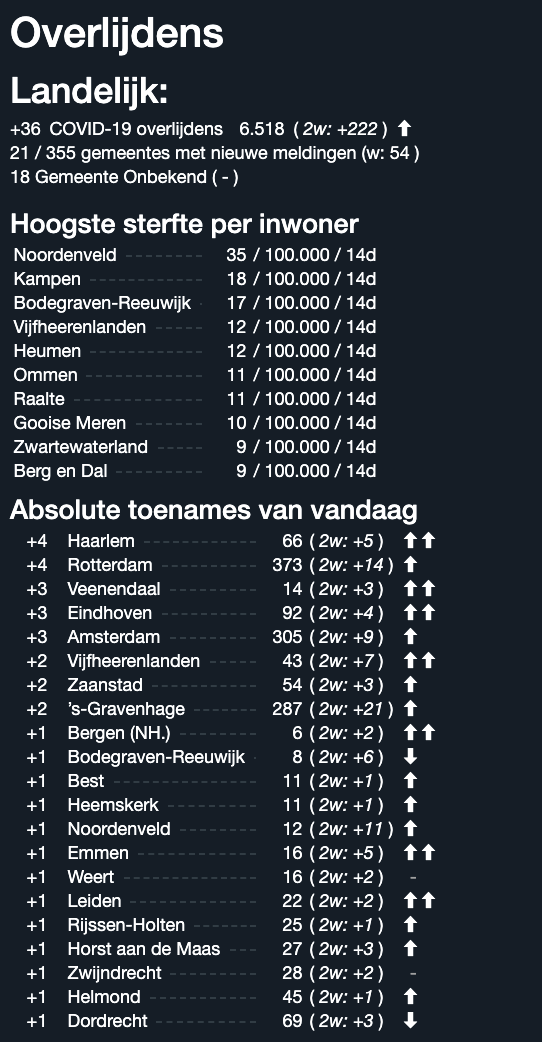 Overlijdens
Landelijk:
+36 COVID-19 overlijdens 6.518 ( 2w: +222 ) ⬆
21 / 355 gemeentes met nieuwe meldingen (w: 54 )
18 Gemeente Onbekend ( - )
Hoogste sterfte per inwoner
Noordenveld 35 / 100.000 / 14d
Kampen 18 / 100.000 / 14d
Bodegraven-Reeuwijk 17 / 100.000 / 14d
Vijfheerenlanden 12 / 100.000 / 14d
Heumen 12 / 100.000 / 14d
Ommen 11 / 100.000 / 14d
Raalte 11 / 100.000 / 14d
Gooise Meren 10 / 100.000 / 14d
Zwartewaterland 9 / 100.000 / 14d
Berg en Dal 9 / 100.000 / 14d
Absolute toenames van vandaag
+4 Haarlem 66 ( 2w: +5 ) ⬆⬆
+4 Rotterdam 373 ( 2w: +14 ) ⬆
+3 Veenendaal 14 ( 2w: +3 ) ⬆⬆
+3 Eindhoven 92 ( 2w: +4 ) ⬆⬆
+3 Amsterdam 305 ( 2w: +9 ) ⬆
+2 Vijfheerenlanden 43 ( 2w: +7 ) ⬆⬆
+2 Zaanstad 54 ( 2w: +3 ) ⬆
+2 's-Gravenhage 287 ( 2w: +21 ) ⬆
+1 Bergen (NH.) 6 ( 2w: +2 ) ⬆⬆
+1 Bodegraven-Reeuwijk 8 ( 2w: +6 ) ⬇
+1 Best 11 ( 2w: +1 ) ⬆
+1 Heemskerk 11 ( 2w: +1 ) ⬆
+1 Noordenveld 12 ( 2w: +11 ) ⬆
+1 Emmen 16 ( 2w: +5 ) ⬆⬆
+1 Weert 16 ( 2w: +2 ) -
+1 Leiden 22 ( 2w: +2 ) ⬆⬆
+1 Rijssen-Holten 25 ( 2w: +1 ) ⬆
+1 Horst aan de Maas 27 ( 2w: +3 ) ⬆
+1 Zwijndrecht 28 ( 2w: +2 ) -
+1 Helmond 45 ( 2w: +1 ) ⬆
+1 Dordrecht 69 ( 2w: +3 ) ⬇